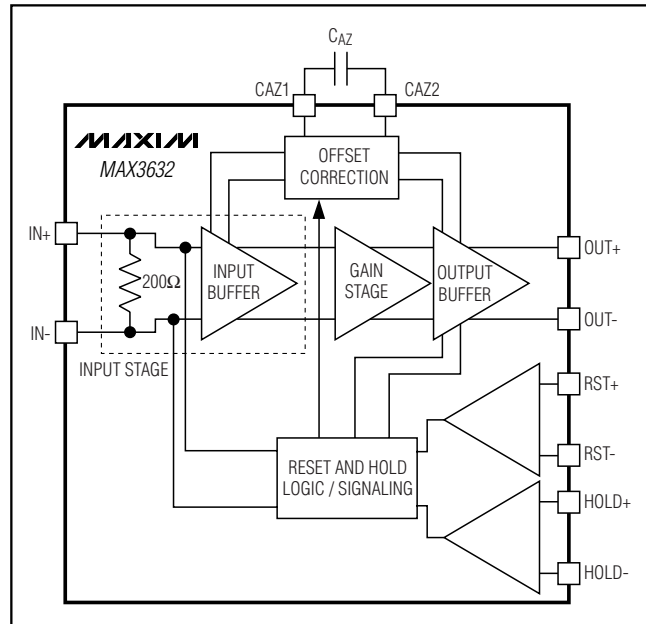 CAZ
CAZ1
CAZ2
MAXIM
MAX3632
OFFSET
CORRECTION
IN+
200Ω
INPUT
BUFFER
GAIN
STAGE
OUTPUT
BUFFER
OUT+
IN-
OUT-
INPUT STAGE
RST+
RESET AND HOLD
LOGIC / SIGNALING
RST-
HOLD+
HOLD-